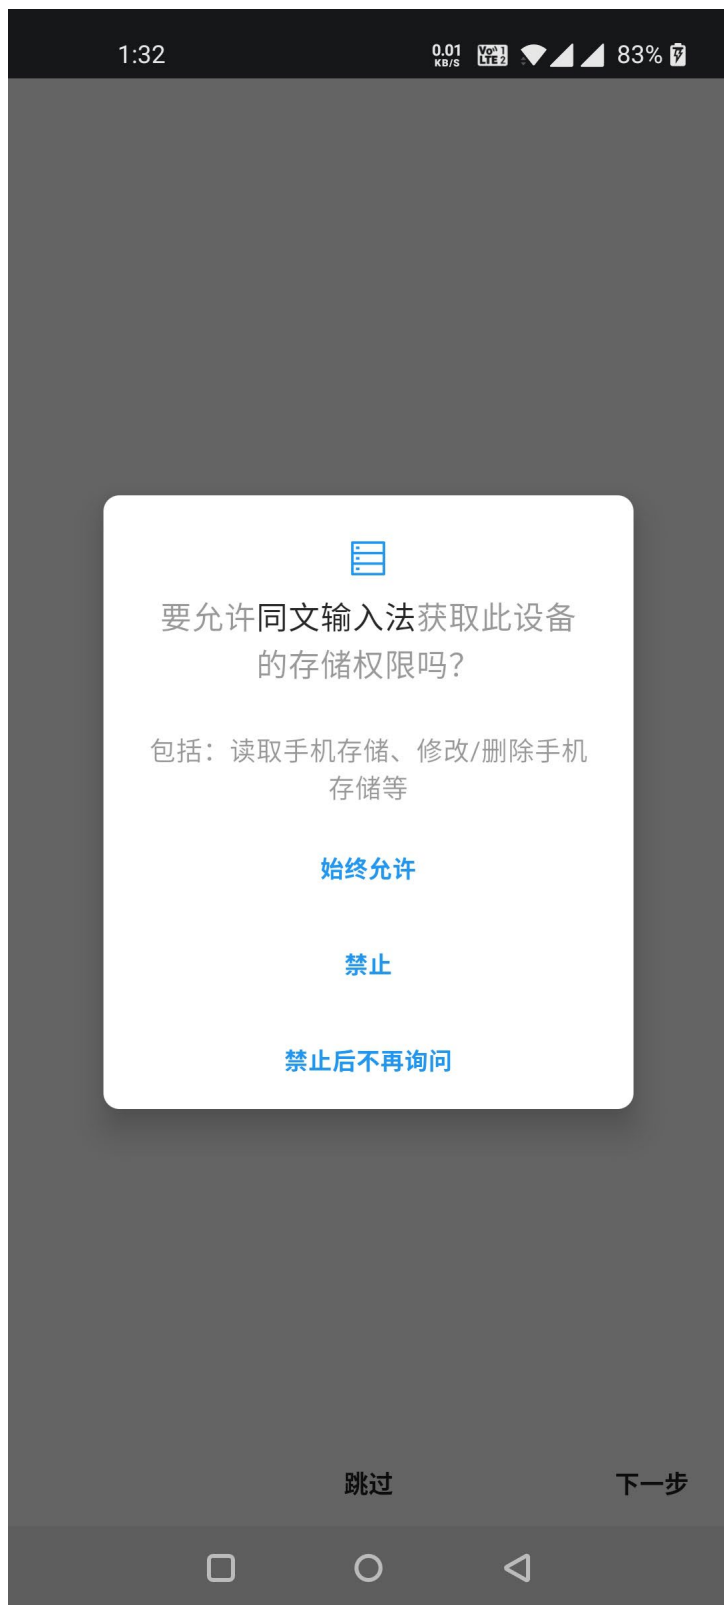 1:32
0.01 KB/S VoLTE 1 2 83%
要允许同文输入法获取此设备
的存储权限吗？
包括：读取手机存储、修改/删除手机
存储等
始终允许
禁止
禁止后不再询问
跳过 下一步